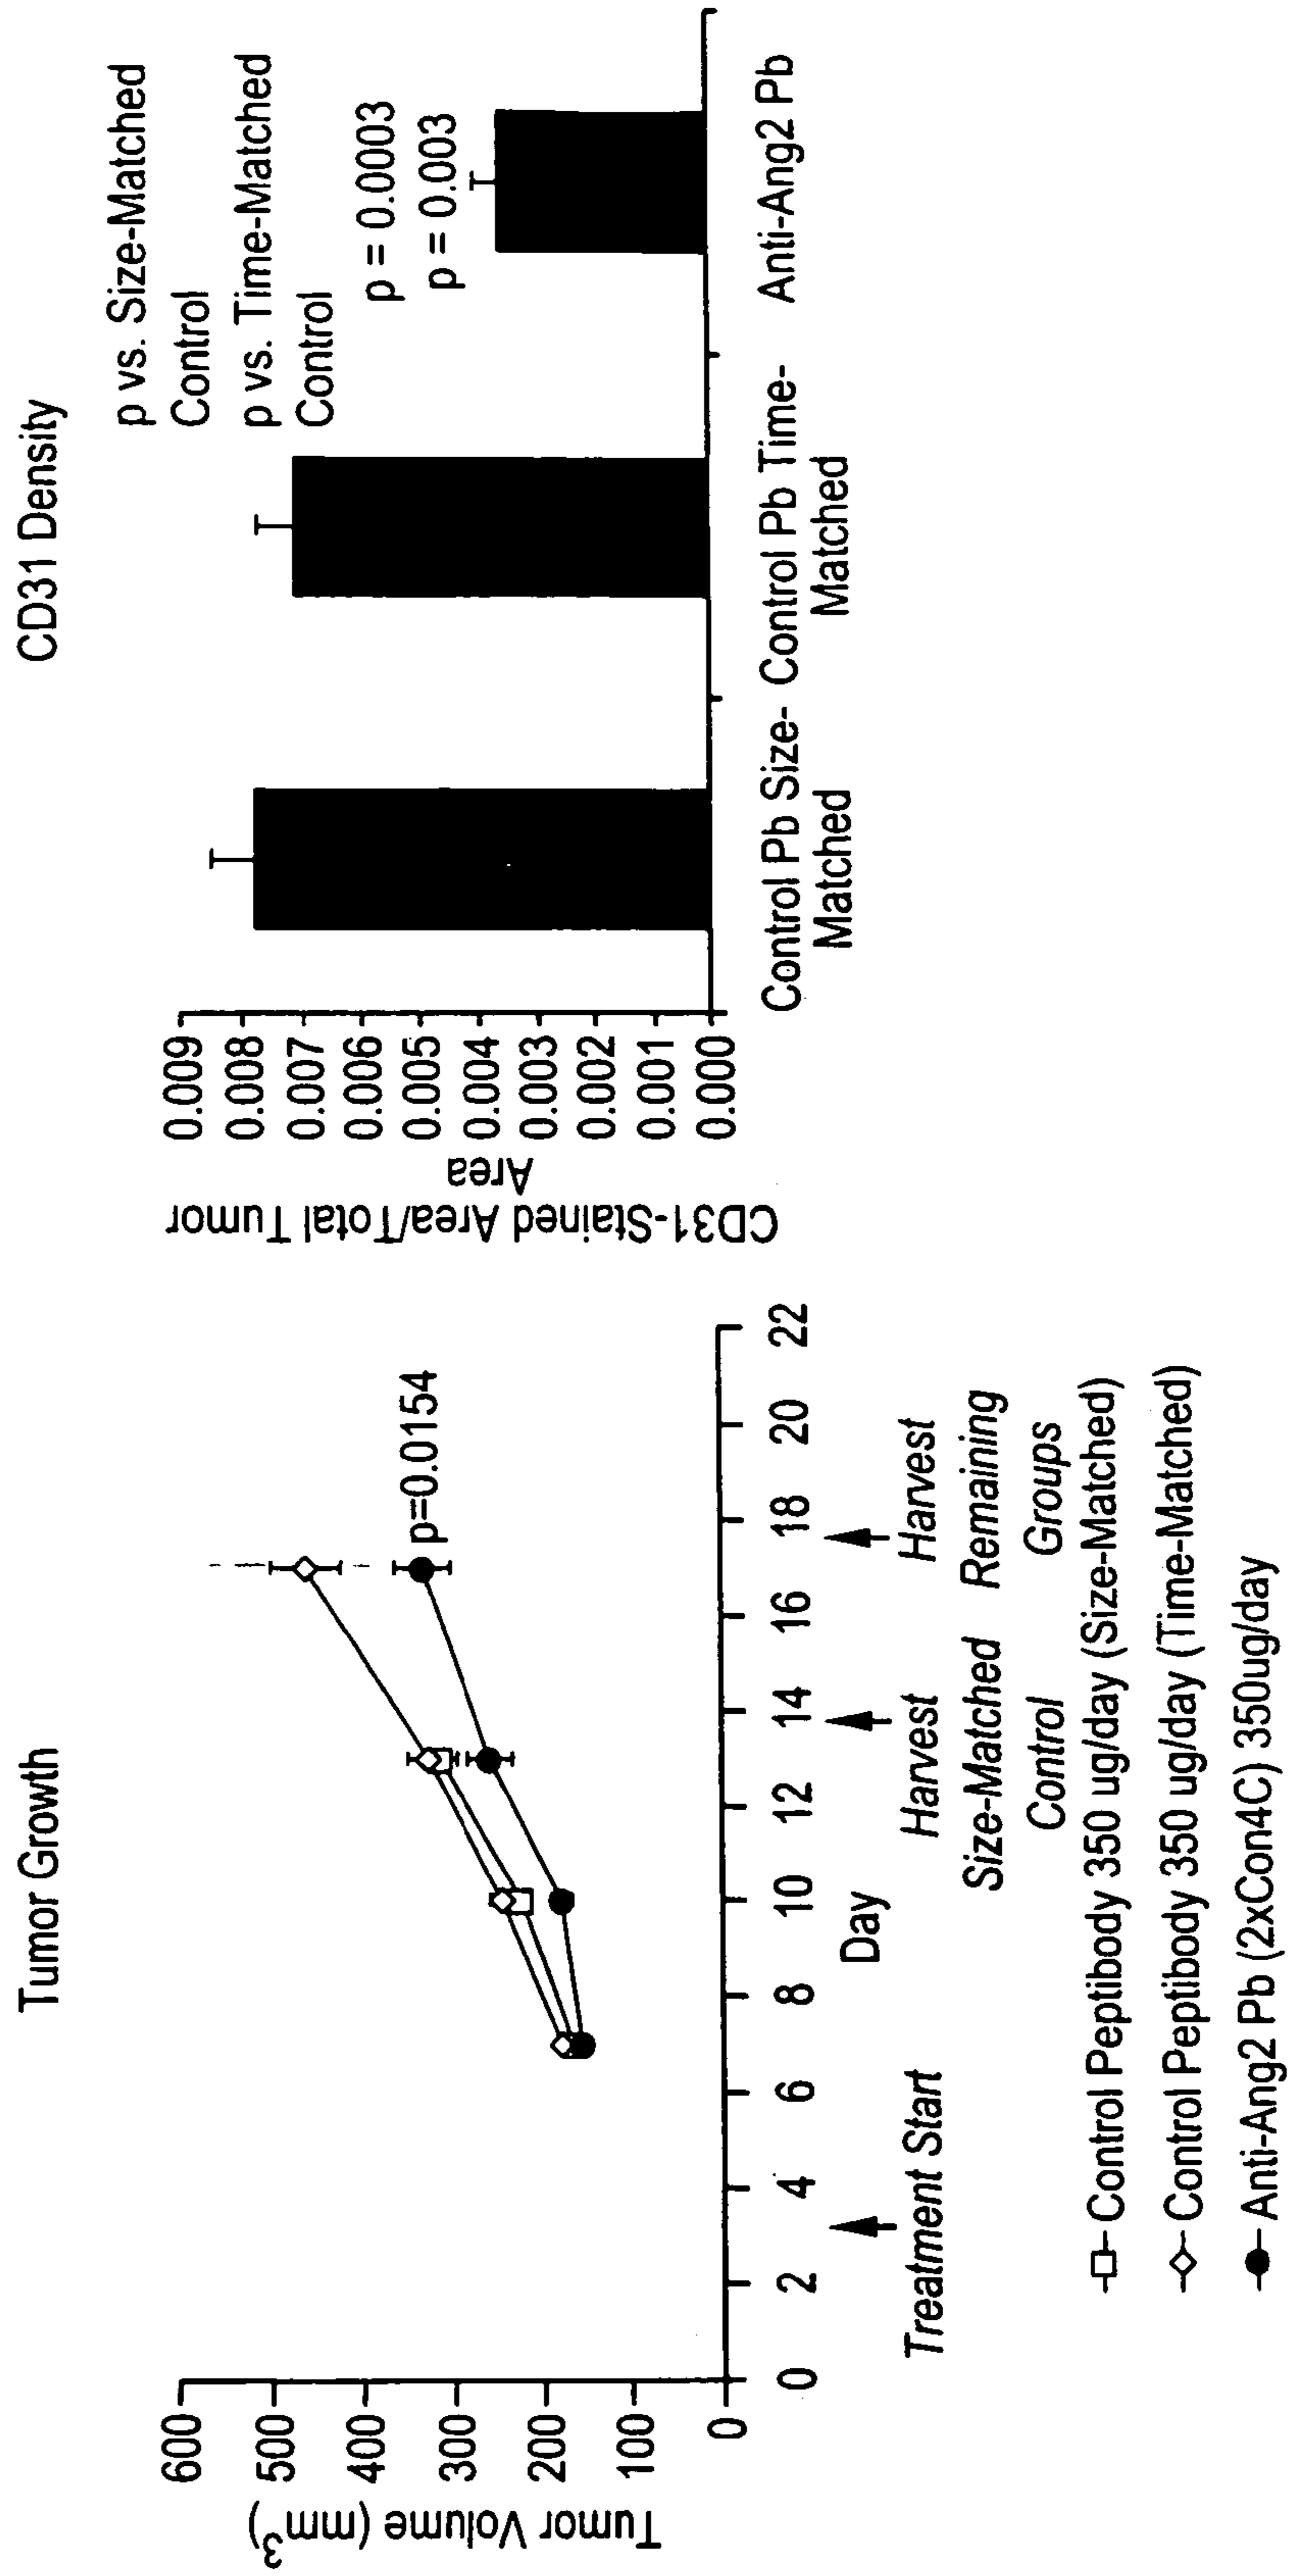 Tumor Growth
Tumor Volume (mm3)
600
500
400
300
200
100
0
p=0.0154
0
2
4
6
8
10
12
14
16
18
20
22
Day
Treatment Start
Harvest
Size-Matched
Control
Harvest
Remaining
Groups
Control Peptibody 350 ug/day (Size-Matched)
Control Peptibody 350 ug/day (Time-Matched)
Anti-Ang2 Pb (2xCon4C) 350ug/day
CD31 Density
CD31-Stained Area/Total Tumor
Area
0.009
0.008
0.007
0.006
0.005
0.004
0.003
0.002
0.001
0.000
p vs. Size-Matched
Control
p vs. Time-Matched
Control
p = 0.0003
p = 0.003
Control Pb Size-
Matched
Control Pb Time-
Matched
Anti-Ang2 Pb